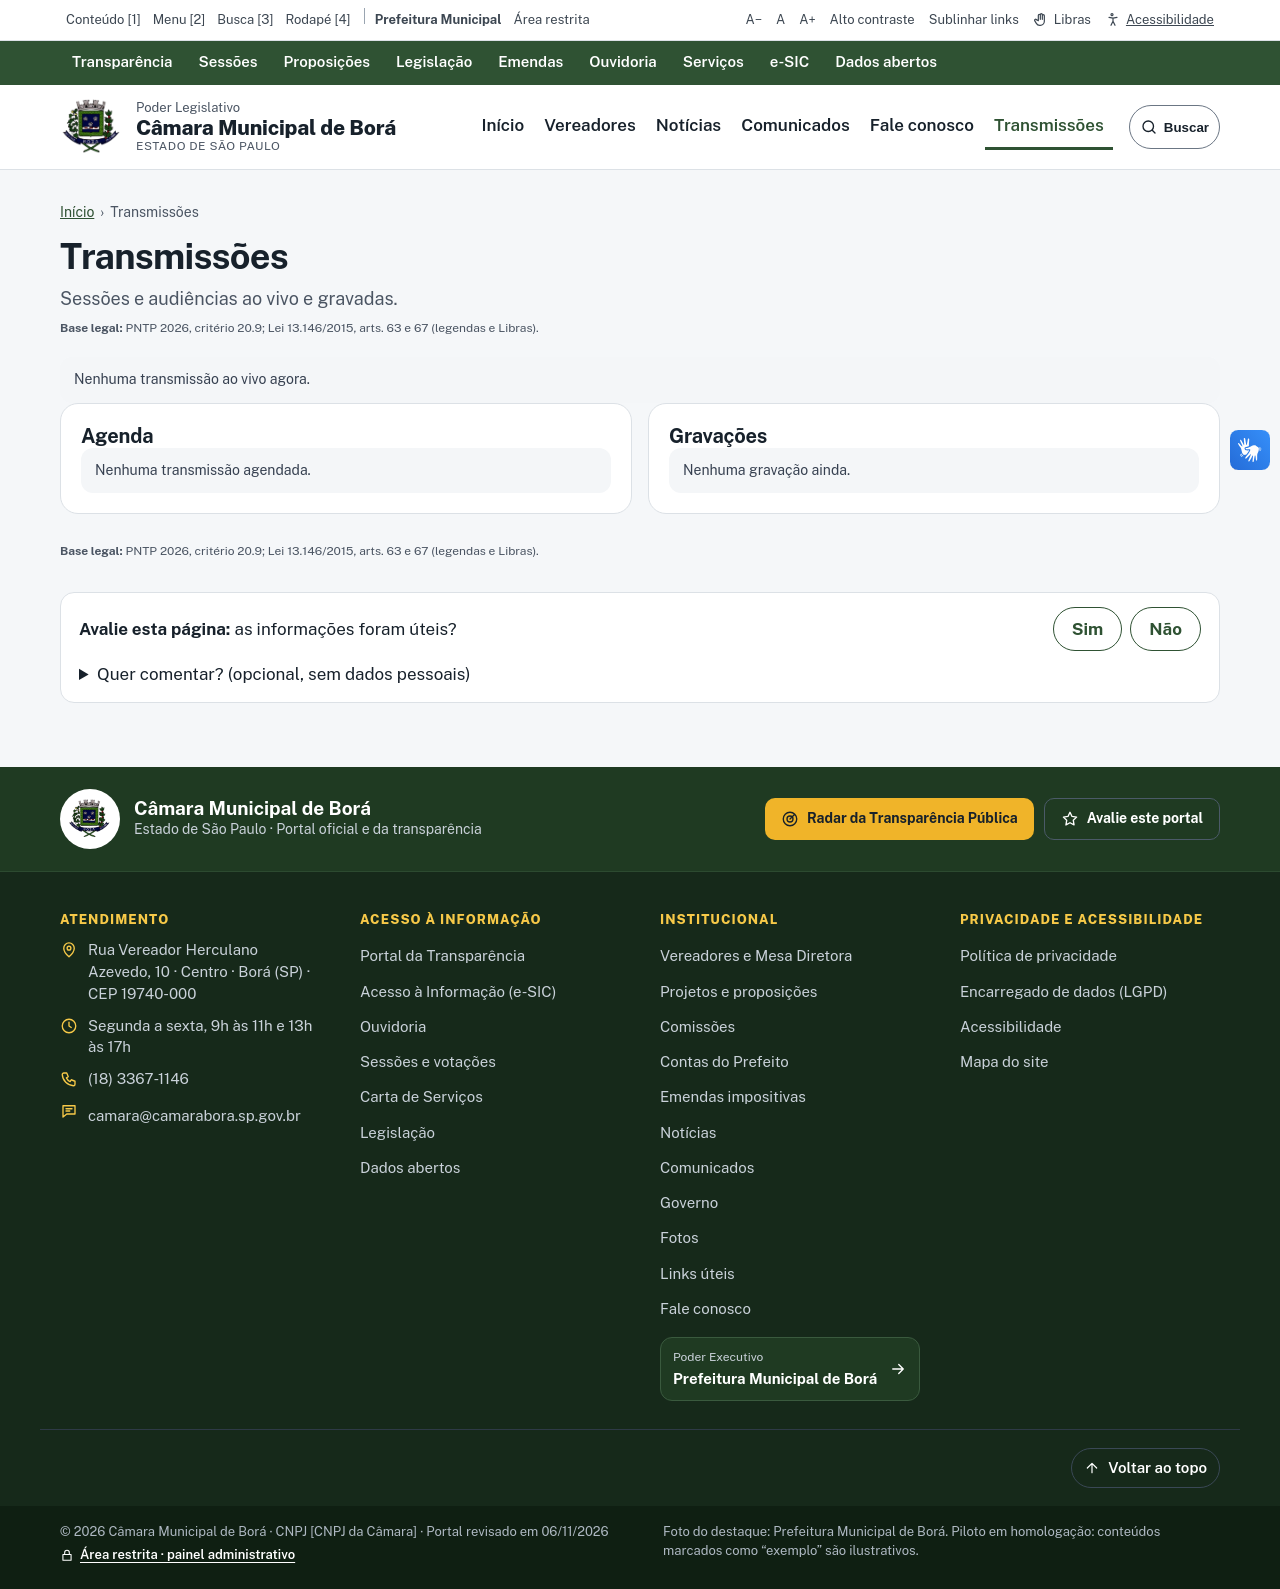 Conteúdo [1] Menu [2] Busca [3] Rodapé [4] Prefeitura Municipal Área restrita A− A A+ Alto contraste Sublinhar links Libras Acessibilidade
Transparência Sessões Proposições Legislação Emendas Ouvidoria Serviços e-SIC Dados abertos
Poder Legislativo
Câmara Municipal de Borá
ESTADO DE SÃO PAULO
Início Vereadores Notícias Comunicados Fale conosco Transmissões Buscar
Início › Transmissões
Transmissões
Sessões e audiências ao vivo e gravadas.
Base legal: PNTP 2026, critério 20.9; Lei 13.146/2015, arts. 63 e 67 (legendas e Libras).
Nenhuma transmissão ao vivo agora.
Agenda
Nenhuma transmissão agendada.
Gravações
Nenhuma gravação ainda.
Base legal: PNTP 2026, critério 20.9; Lei 13.146/2015, arts. 63 e 67 (legendas e Libras).
Avalie esta página: as informações foram úteis?
Sim Não
Quer comentar? (opcional, sem dados pessoais)
Câmara Municipal de Borá
Estado de São Paulo · Portal oficial e da transparência
Radar da Transparência Pública
Avalie este portal
ATENDIMENTO
Rua Vereador Herculano
Azevedo, 10 · Centro · Borá (SP) ·
CEP 19740-000
Segunda a sexta, 9h às 11h e 13h
às 17h
(18) 3367-1146
camara@camarabora.sp.gov.br
ACESSO À INFORMAÇÃO
Portal da Transparência
Acesso à Informação (e-SIC)
Ouvidoria
Sessões e votações
Carta de Serviços
Legislação
Dados abertos
INSTITUCIONAL
Vereadores e Mesa Diretora
Projetos e proposições
Comissões
Contas do Prefeito
Emendas impositivas
Notícias
Comunicados
Governo
Fotos
Links úteis
Fale conosco
Poder Executivo
Prefeitura Municipal de Borá
PRIVACIDADE E ACESSIBILIDADE
Política de privacidade
Encarregado de dados (LGPD)
Acessibilidade
Mapa do site
Voltar ao topo
© 2026 Câmara Municipal de Borá · CNPJ [CNPJ da Câmara] · Portal revisado em 06/11/2026
Área restrita · painel administrativo
Foto do destaque: Prefeitura Municipal de Borá. Piloto em homologação: conteúdos
marcados como “exemplo” são ilustrativos.